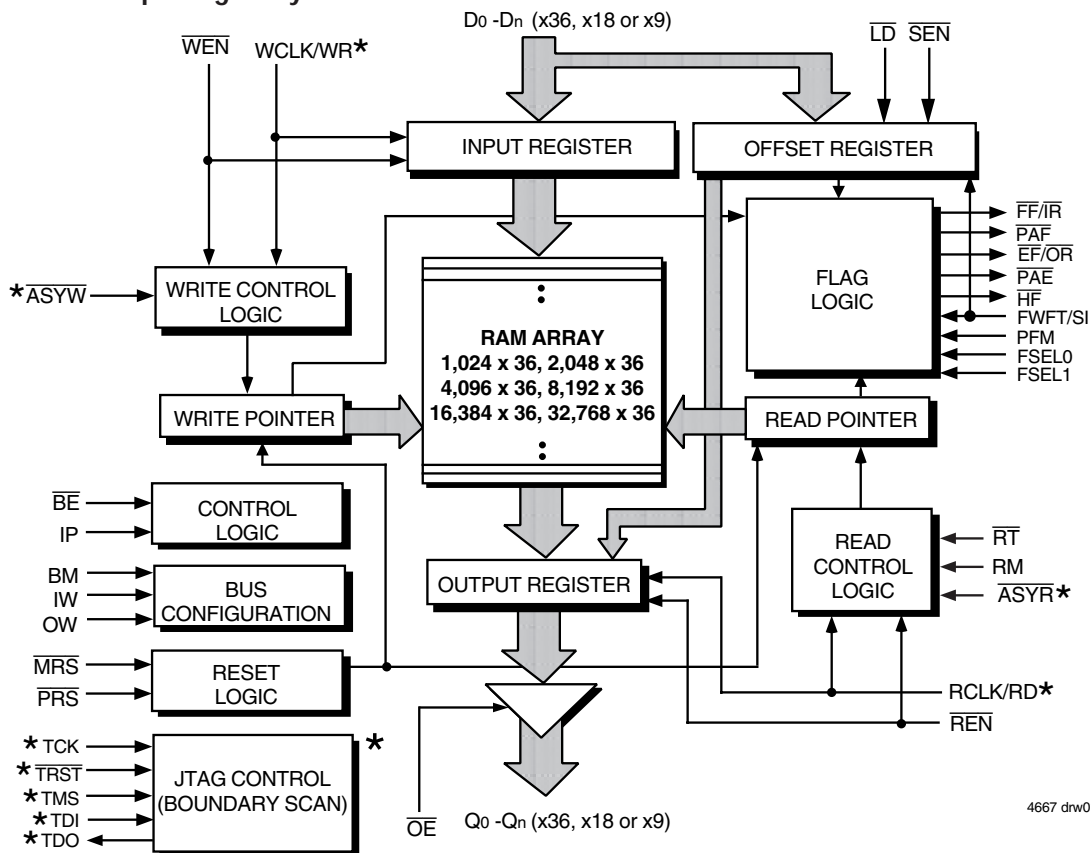 D0 -Dn (x36, x18 or x9)
WEN
WCLK/WR*
LD
SEN
INPUT REGISTER
OFFSET REGISTER
*ASYW
WRITE CONTROL
LOGIC
FLAG
LOGIC
FF/IR
PAF
EF/OR
PAE
HF
FWFT/SI
PFM
FSEL0
FSEL1
RAM ARRAY
1,024 x 36, 2,048 x 36
4,096 x 36, 8,192 x 36
16,384 x 36, 32,768 x 36
WRITE POINTER
READ POINTER
BE
IP
CONTROL
LOGIC
READ
CONTROL
LOGIC
RT
RM
ASYR*
BM
IW
OW
BUS
CONFIGURATION
OUTPUT REGISTER
MRS
PRS
RESET
LOGIC
RCLK/RD*
REN
*TCK
*TRST
*TMS
*TDI
*TDO
JTAG CONTROL
(BOUNDARY SCAN)
*
OE
Q0 -Qn (x36, x18 or x9)
4667 drw0